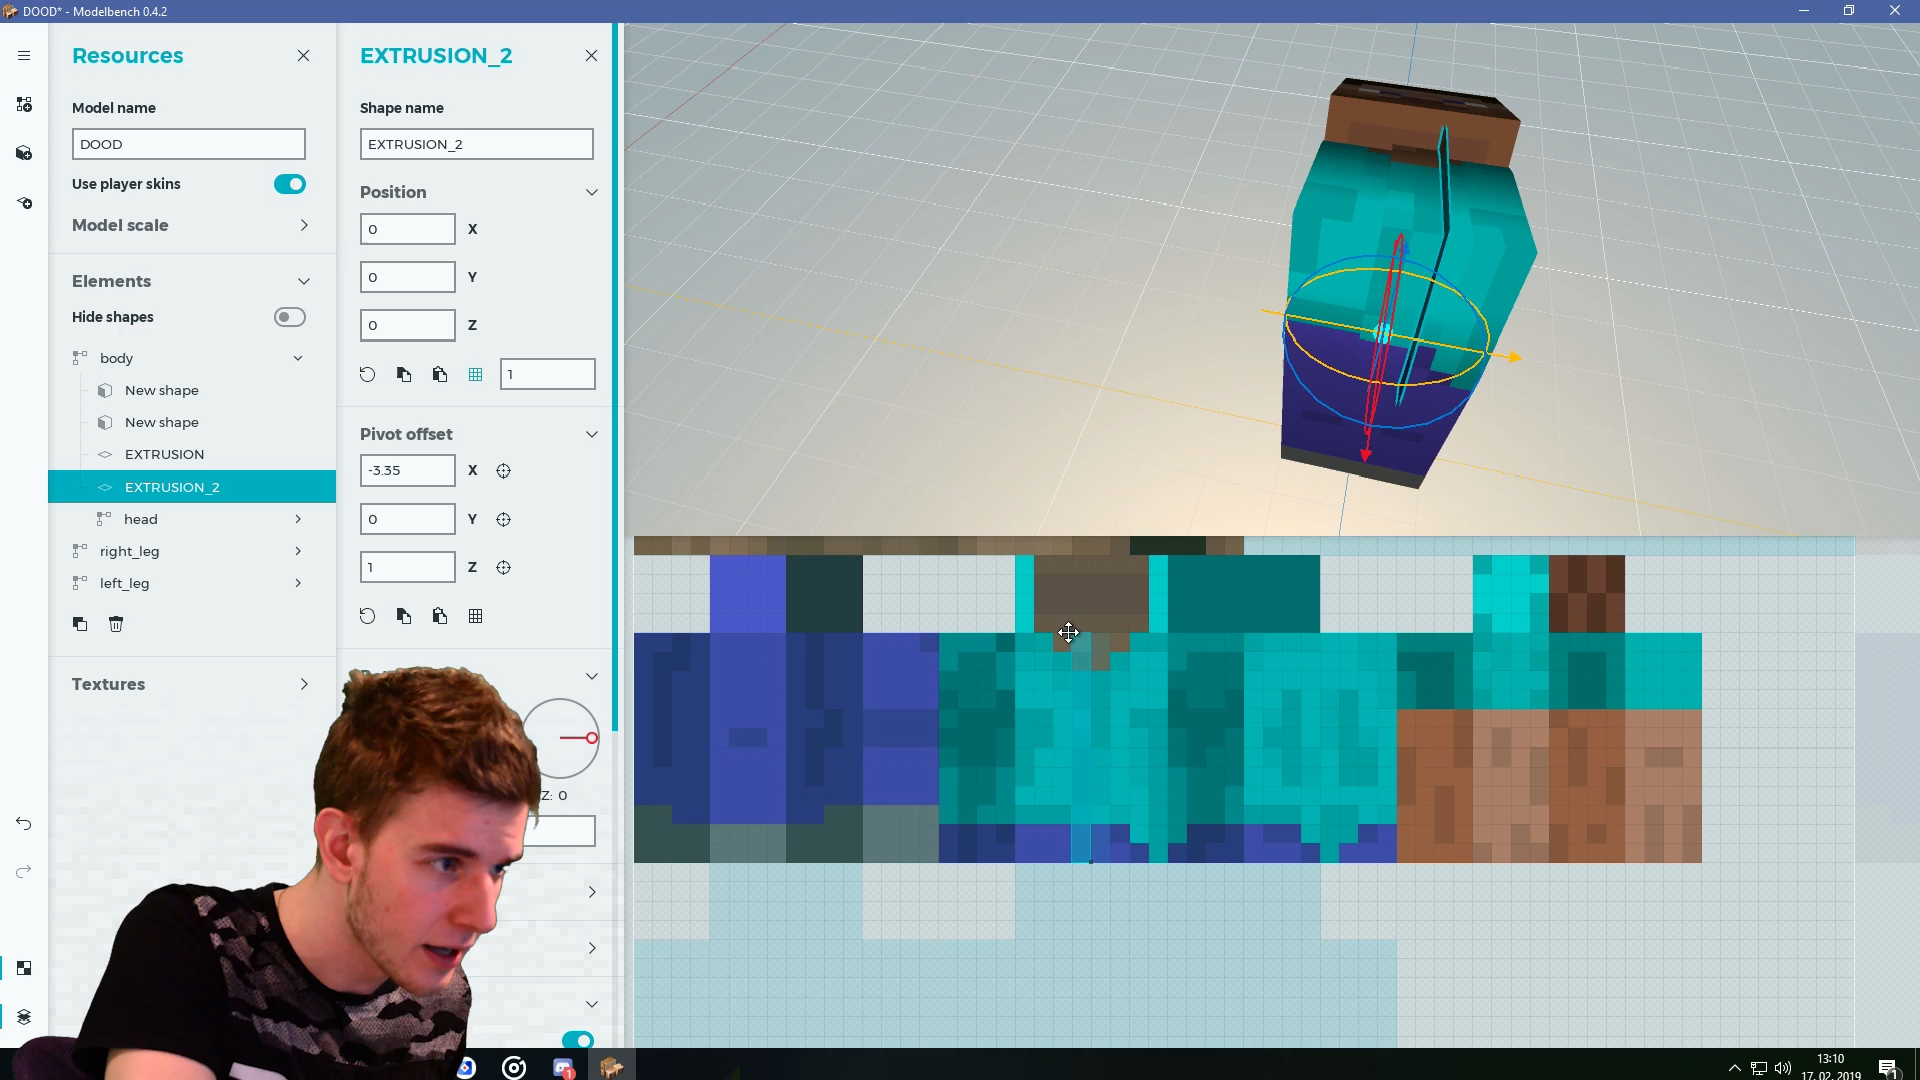 DOOD* - Modelbench 0.4.2
Resources
Model name
DOOD
Use player skins
Model scale
Elements
Hide shapes
body
New shape
New shape
EXTRUSION
EXTRUSION_2
head
right_leg
left_leg
Textures
EXTRUSION_2
Shape name
EXTRUSION_2
Position
0 X
0 Y
0 Z
1
Pivot offset
-3.35 X
0 Y
1 Z
Z: 0
1
13:10
17.02.2019
1